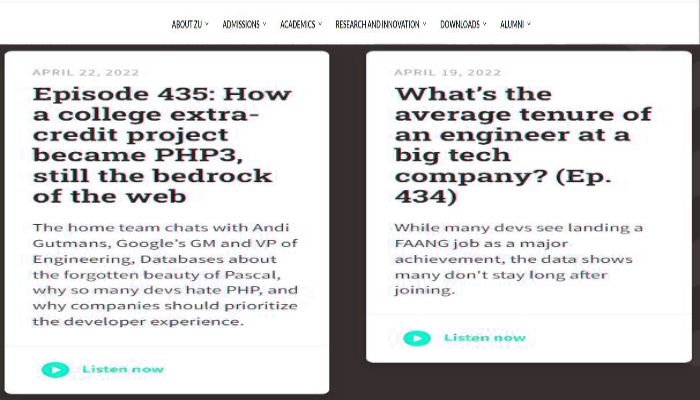 ABOUT ZU ADMISSIONS ACADEMICS RESEARCH AND INNOVATION DOWNLOADS ALUMNI
APRIL 22, 2022
Episode 435: How
a college extra-
credit project
became PHP3,
still the bedrock
of the web
The home team chats with Andi
Gutmans, Google's GM and VP of
Engineering, Databases about
the forgotten beauty of Pascal,
why so many devs hate PHP, and
why companies should prioritize
the developer experience.
Listen now
APRIL 19, 2022
What's the
average tenure of
an engineer at a
big tech
company? (Ep.
434)
While many devs see landing a
FAANG job as a major
achievement, the data shows
many don't stay long after
joining.
Listen now